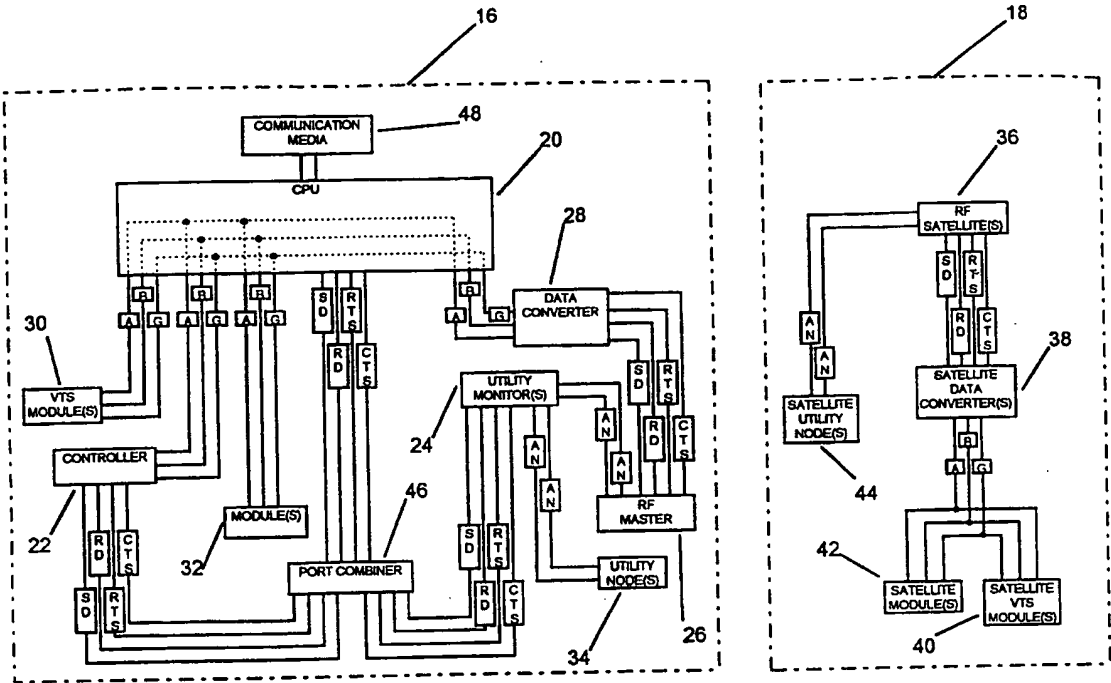 16
18
COMMUNICATION
MEDIA
48
20
CPU
36
RF
SATELLITE(S)
28
SD
RTS
RD
CTS
A
B
G
A
B
G
A
B
G
SD
RTS
RD
CTS
A
B
G
DATA
CONVERTER
30
VTS
MODULE(S)
24
UTILITY
MONITOR(S)
SD
RTS
RD
CTS
AN
AN
38
SATELLITE
DATA
CONVERTER(S)
SATELLITE
UTILITY
NODE(S)
44
CONTROLLER
22
AN
AN
AN
AN
RF
MASTER
B
A
G
32
MODULE(S)
46
RD
CTS
SD
RTS
PORT COMBINER
SD
RTS
RD
CTS
UTILITY
NODE(S)
34
26
42
SATELLITE
MODULE(S)
SATELLITE
VTS
MODULE(S)
40